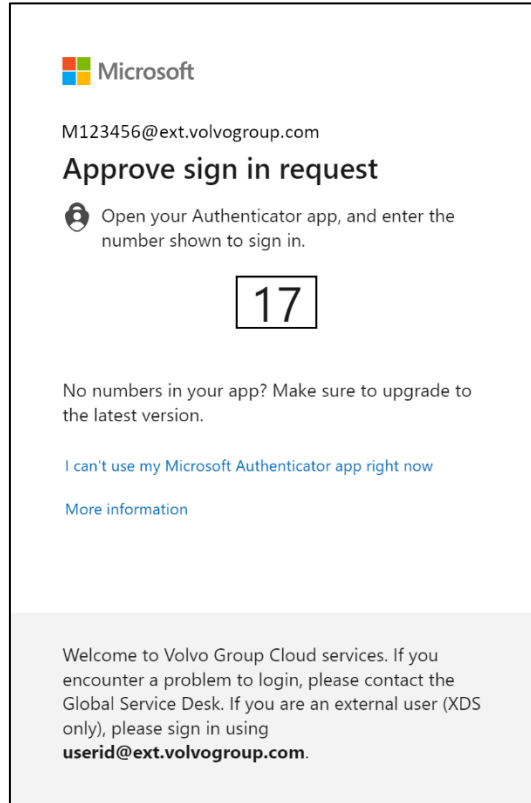 Microsoft
M123456@ext.volvogroup.com
Approve sign in request
Open your Authenticator app, and enter the
number shown to sign in.
17
No numbers in your app? Make sure to upgrade to
the latest version.
I can't use my Microsoft Authenticator app right now
More information
Welcome to Volvo Group Cloud services. If you
encounter a problem to login, please contact the
Global Service Desk. If you are an external user (XDS
only), please sign in using
userid@ext.volvogroup.com.